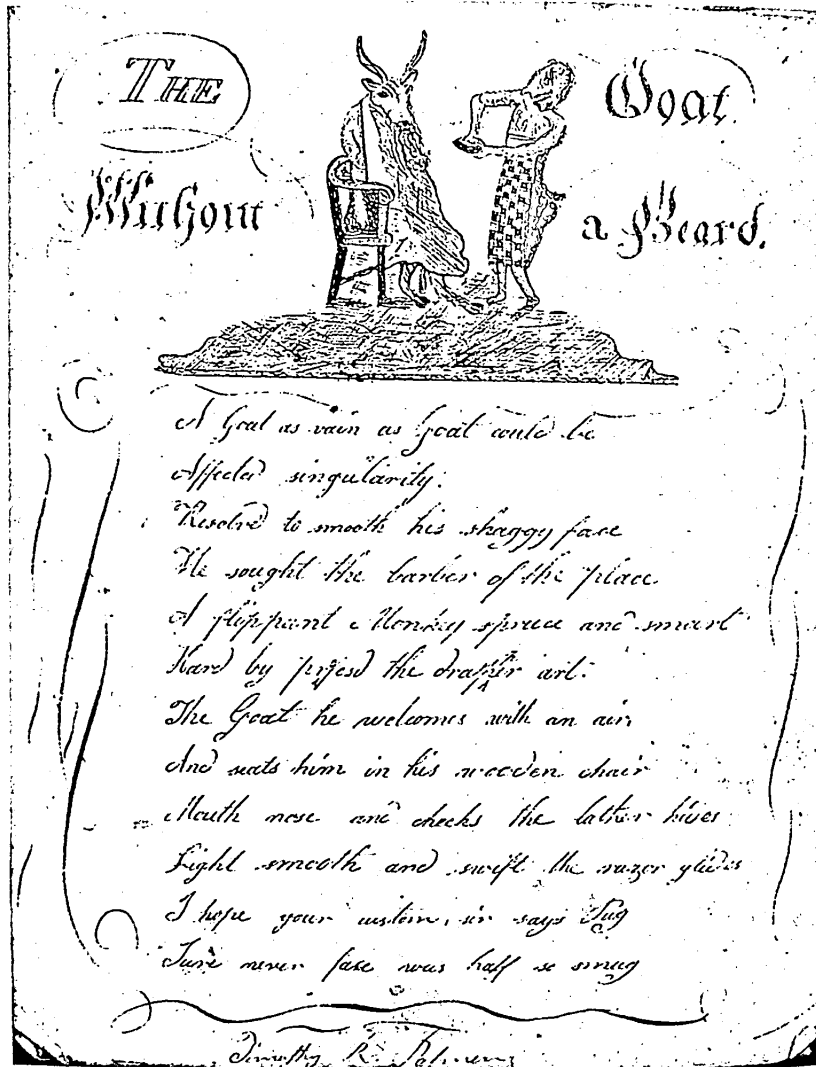 THE Goat
Without a Beard.
A Goat as vain as Goat could be
Affected singularity:
Resolvd to smooth his shaggy face
He sought the barber of the place
A flippant Monkey spruce and smart
Hard by profesd the art:
The Goat he welcomes with an air,
And seats him in his wooden chair
Mouth nose and cheeks the lather hides
Light smooth and swift the razor glides
I hope your custom, sir says Pug
Sure never face was half so smug
Timothy R.